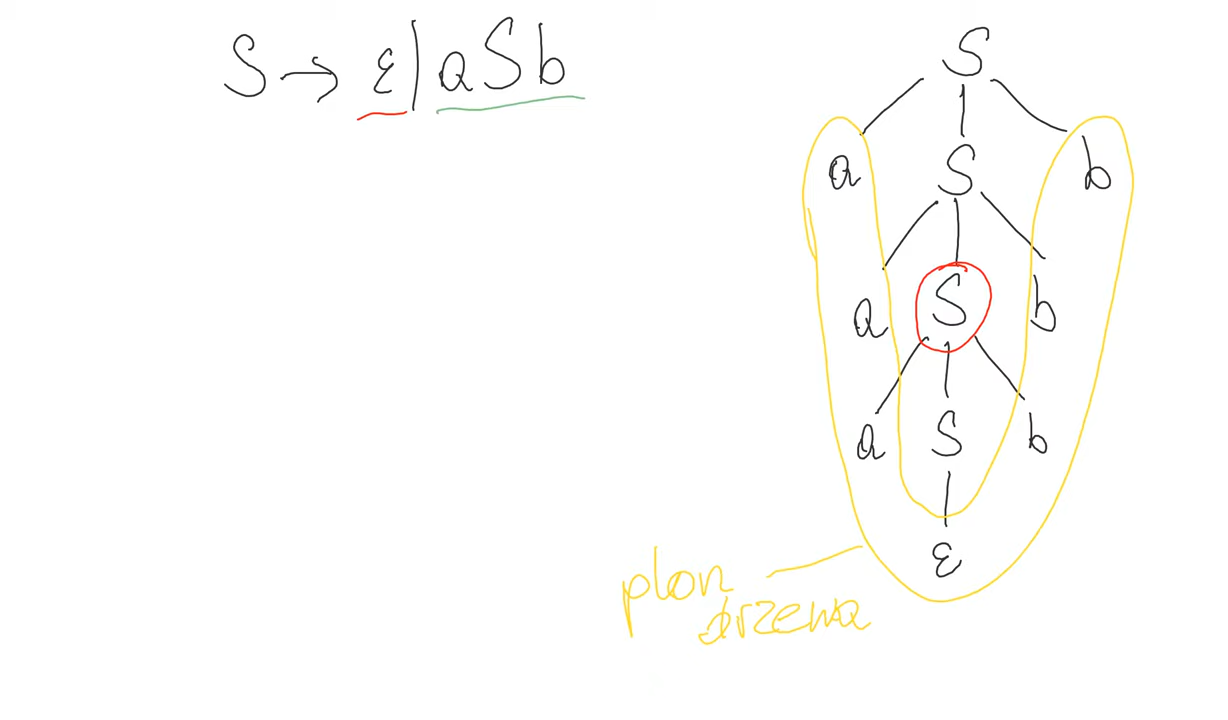 S → ε | aSb
S
a S b
a S b
a S b
ε
plon
drzewa